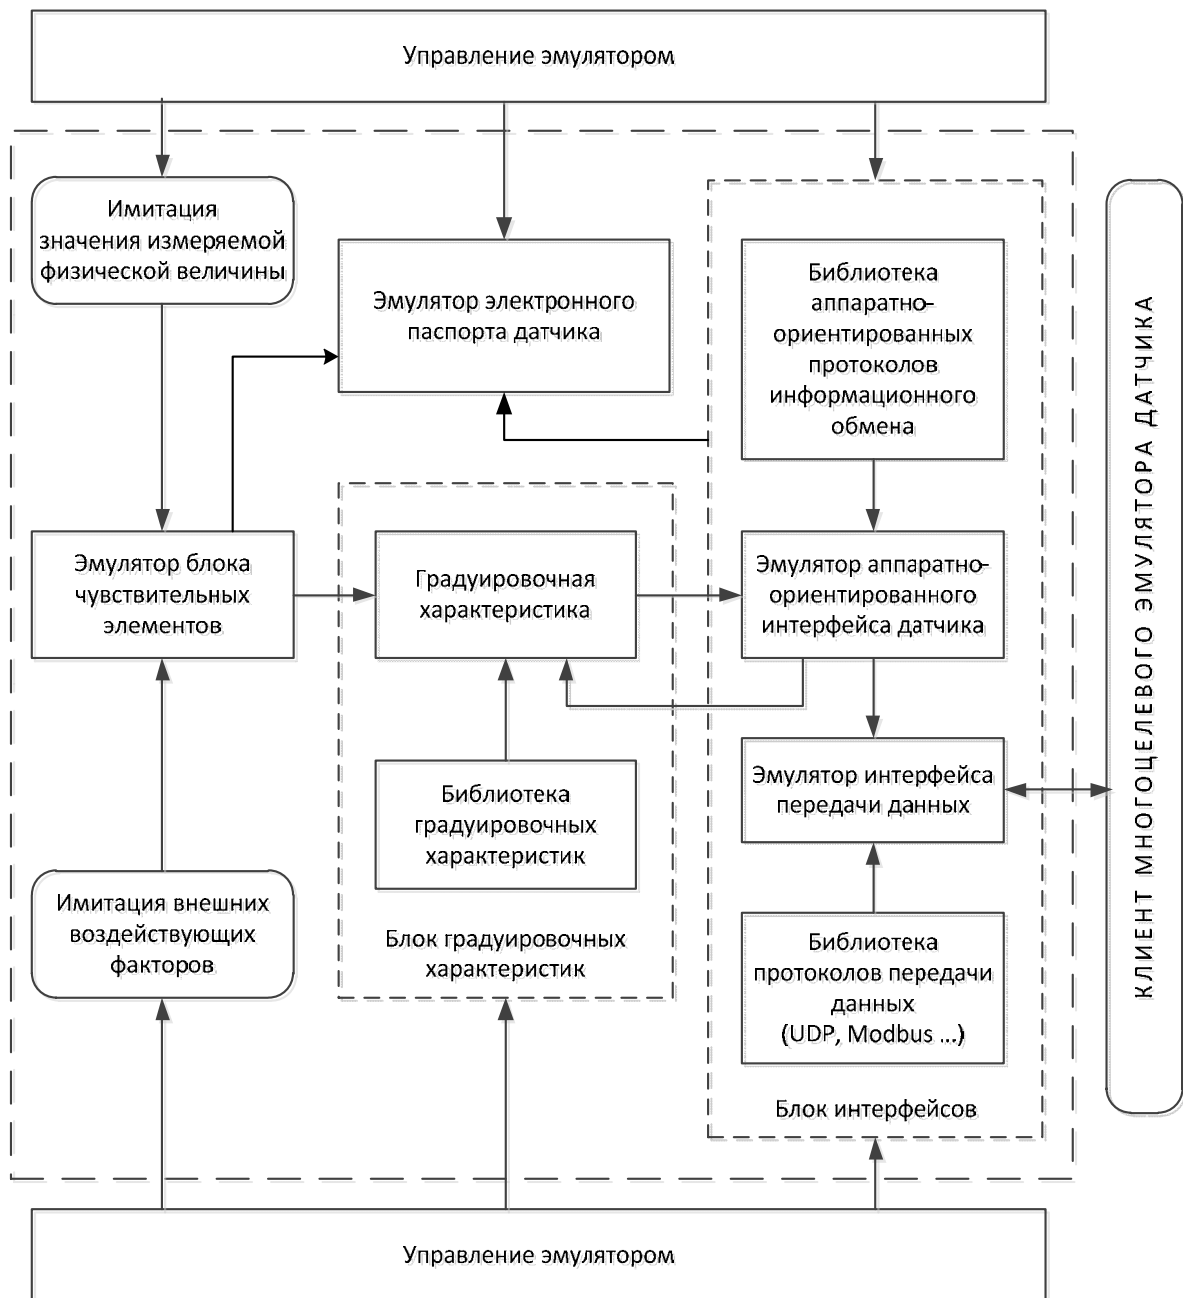 Управление эмулятором
Имитация
значения измеряемой
физической величины
Эмулятор электронного
паспорта датчика
Библиотека
аппаратно-
ориентированных
протоколов
информационного
обмена
Эмулятор блока
чувствительных
элементов
Градуировочная
характеристика
Эмулятор аппаратно-
ориентированного
интерфейса датчика
Библиотека
градуировочных
характеристик
Эмулятор интерфейса
передачи данных
Имитация внешних
воздействующих
факторов
Блок градуировочных
характеристик
Библиотека
протоколов передачи
данных
(UDP, Modbus ...)
Блок интерфейсов
КЛИЕНТ МНОГОЦЕЛЕВОГО ЭМУЛЯТОРА ДАТЧИКА
Управление эмулятором